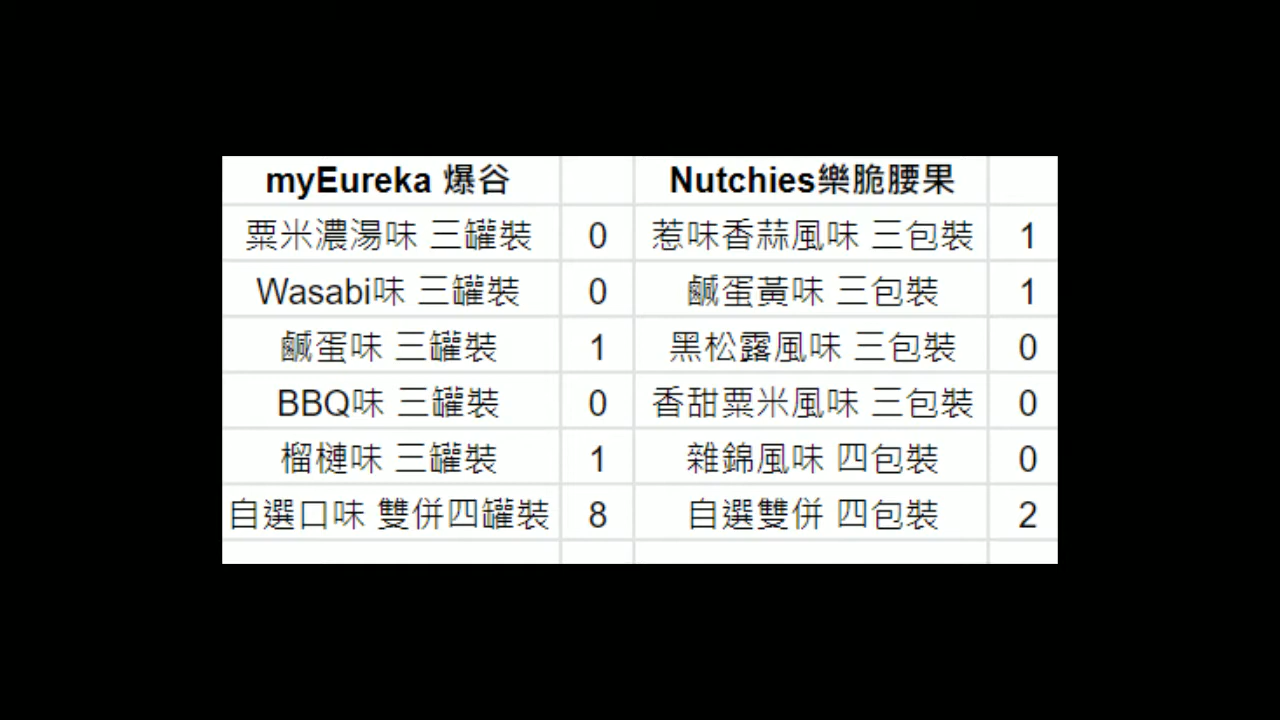 myEureka 爆谷 Nutchies樂脆腰果
粟米濃湯味 三罐裝 0 惹味香蒜風味 三包裝 1
Wasabi味 三罐裝 0 鹹蛋黃味 三包裝 1
鹹蛋味 三罐裝 1 黑松露風味 三包裝 0
BBQ味 三罐裝 0 香甜粟米風味 三包裝 0
榴槤味 三罐裝 1 雜錦風味 四包裝 0
自選口味 雙併四罐裝 8 自選雙併 四包裝 2